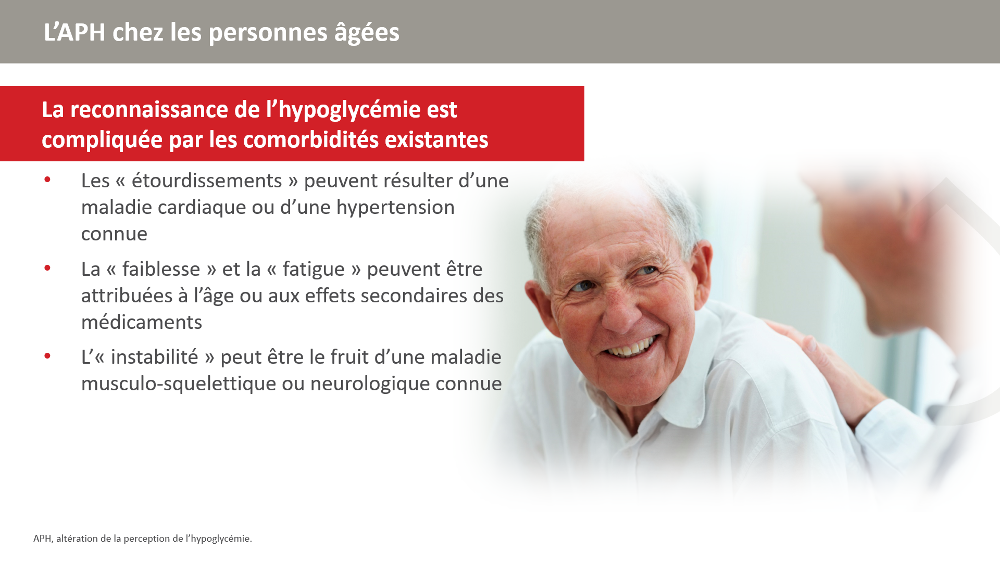 L’APH chez les personnes âgées
La reconnaissance de l’hypoglycémie est
compliquée par les comorbidités existantes
• Les « étourdissements » peuvent résulter d’une
maladie cardiaque ou d’une hypertension
connue
• La « faiblesse » et la « fatigue » peuvent être
attribuées à l’âge ou aux effets secondaires des
médicaments
• L’« instabilité » peut être le fruit d’une maladie
musculo-squelettique ou neurologique connue
APH, altération de la perception de l’hypoglycémie.